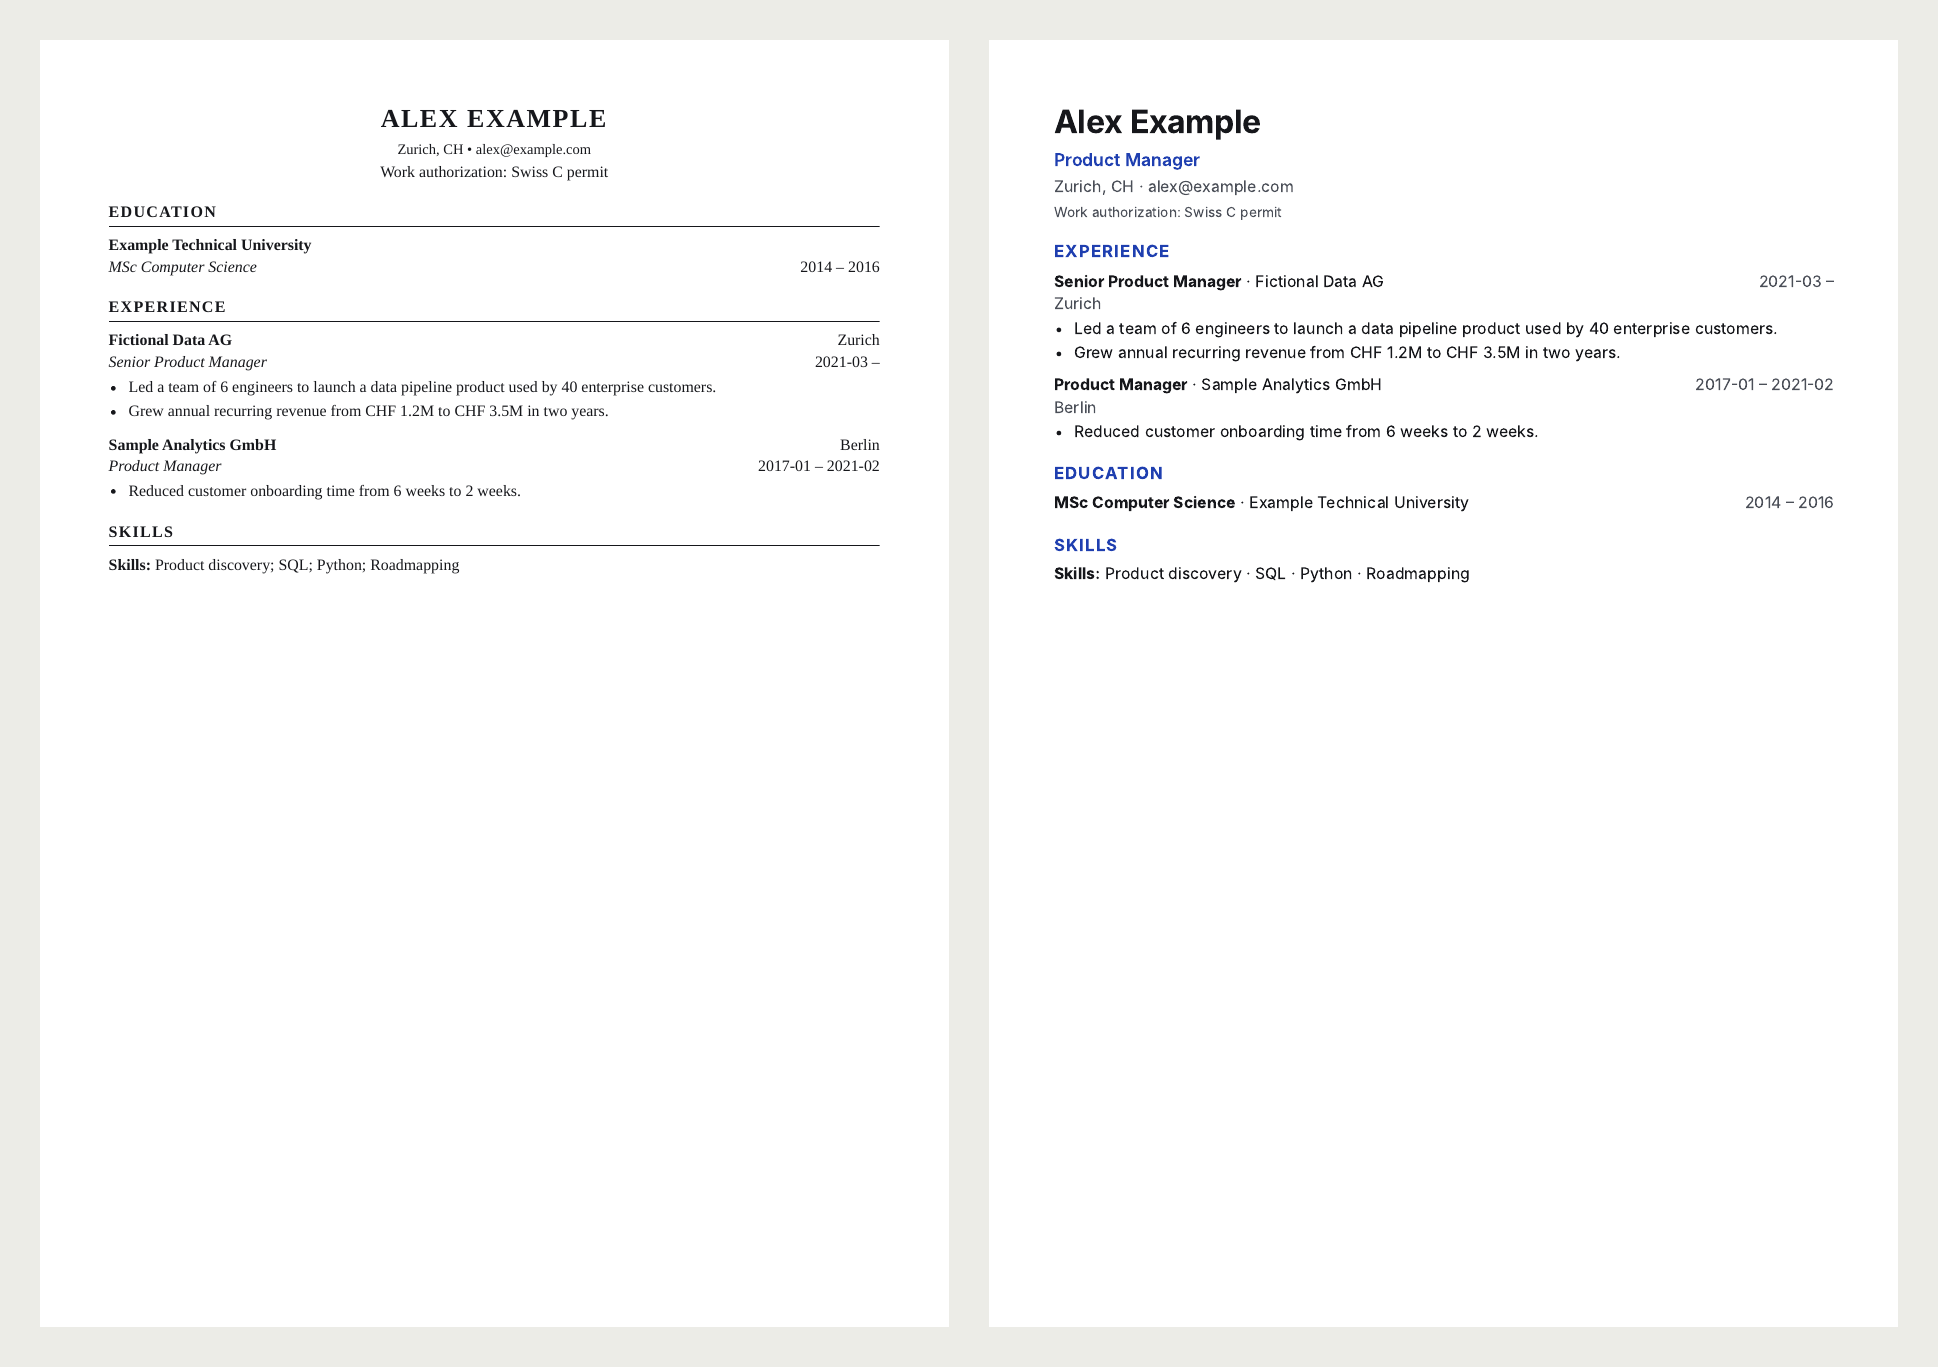 ALEX EXAMPLE
Zurich, CH • alex@example.com
Work authorization: Swiss C permit
EDUCATION
Example Technical University
MSc Computer Science 2014 – 2016
EXPERIENCE
Fictional Data AG Zurich
Senior Product Manager 2021-03 –
• Led a team of 6 engineers to launch a data pipeline product used by 40 enterprise customers.
• Grew annual recurring revenue from CHF 1.2M to CHF 3.5M in two years.
Sample Analytics GmbH Berlin
Product Manager 2017-01 – 2021-02
• Reduced customer onboarding time from 6 weeks to 2 weeks.
SKILLS
Skills: Product discovery; SQL; Python; Roadmapping
Alex Example
Product Manager
Zurich, CH · alex@example.com
Work authorization: Swiss C permit
EXPERIENCE
Senior Product Manager · Fictional Data AG 2021-03 –
Zurich
• Led a team of 6 engineers to launch a data pipeline product used by 40 enterprise customers.
• Grew annual recurring revenue from CHF 1.2M to CHF 3.5M in two years.
Product Manager · Sample Analytics GmbH 2017-01 – 2021-02
Berlin
• Reduced customer onboarding time from 6 weeks to 2 weeks.
EDUCATION
MSc Computer Science · Example Technical University 2014 – 2016
SKILLS
Skills: Product discovery · SQL · Python · Roadmapping